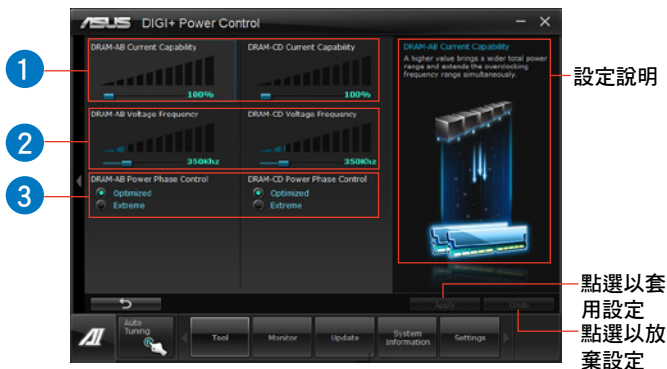 ASUS DIGI+ Power Control
DRAM-AB Current Capability
100%
DRAM-CD Current Capability
100%
DRAM-AB Current Capability
A higher value brings a wider total power
range and extends the overclocking
frequency range simultaneously.
設定說明
1
DRAM-AB Voltage Frequency
350Khz
DRAM-CD Voltage Frequency
350Khz
2
DRAM-AB Power Phase Control
Optimized
Extreme
DRAM-CD Power Phase Control
Optimized
Extreme
3
Apply
Undo
點選以套
用設定
點選以放
棄設定
Auto
Tuning
Tool
Monitor
Update
System
Information
Settings